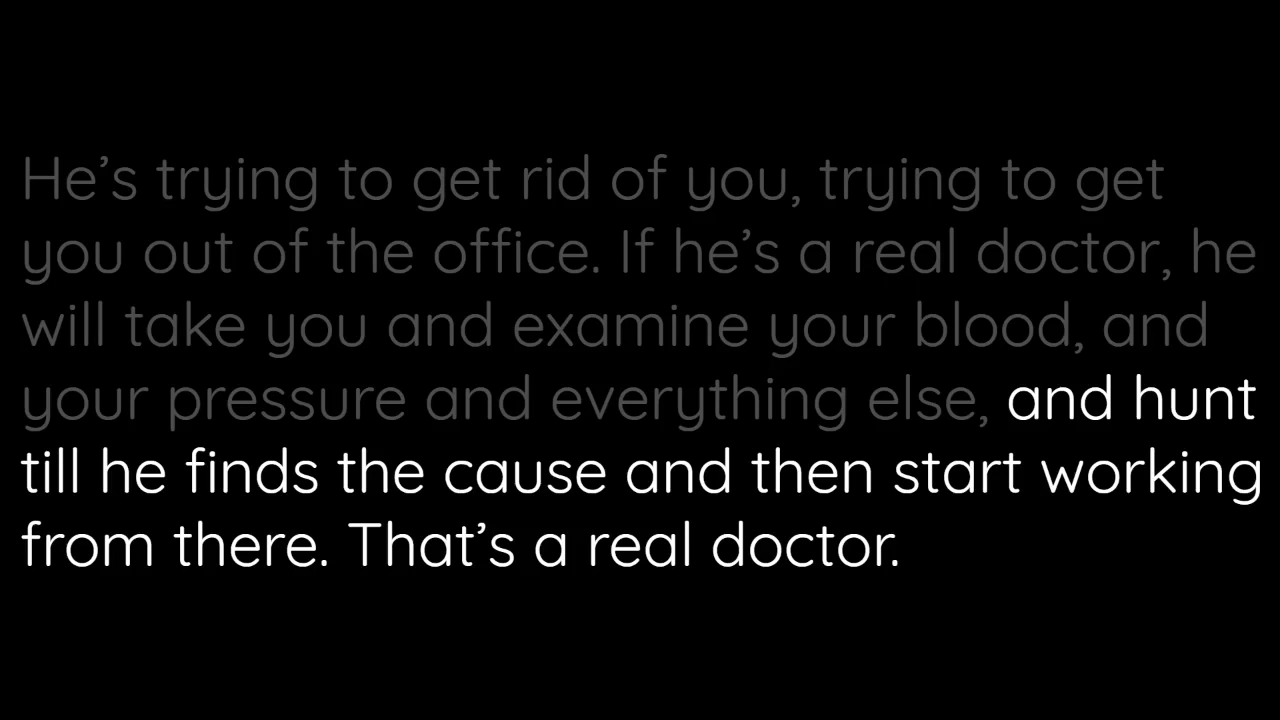 He’s trying to get rid of you, trying to get
you out of the office. If he’s a real doctor, he
will take you and examine your blood, and
your pressure and everything else, and hunt
till he finds the cause and then start working
from there. That’s a real doctor.